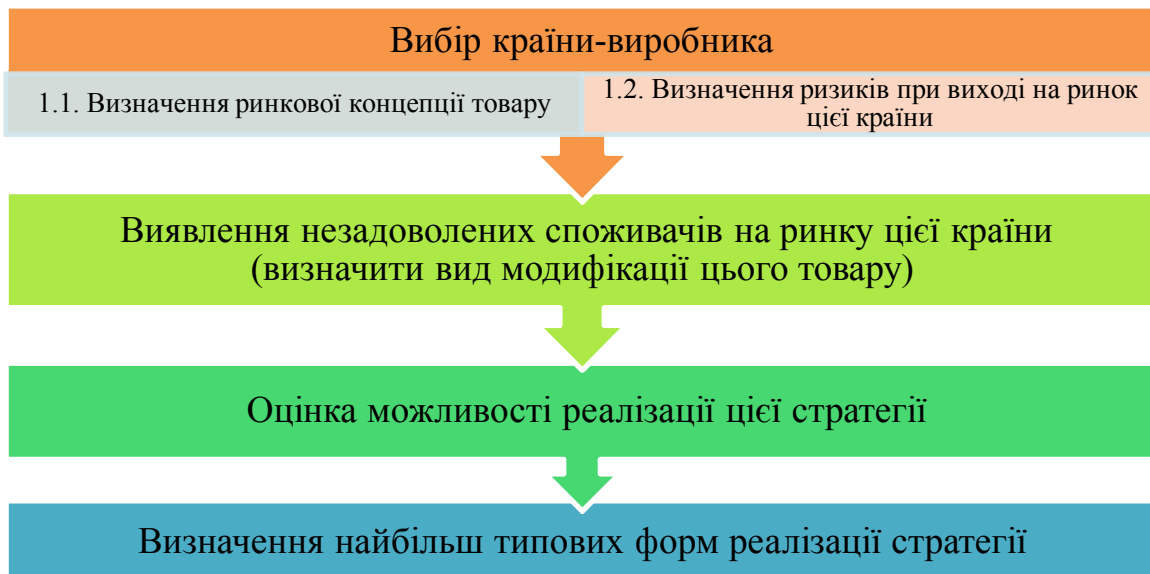 Вибір країни-виробника
1.1. Визначення ринкової концепції товару
1.2. Визначення ризиків при виході на ринок
цієї країни
Виявлення незадоволених споживачів на ринку цієї країни
(визначити вид модифікації цього товару)
Оцінка можливості реалізації цієї стратегії
Визначення найбільш типових форм реалізації стратегії